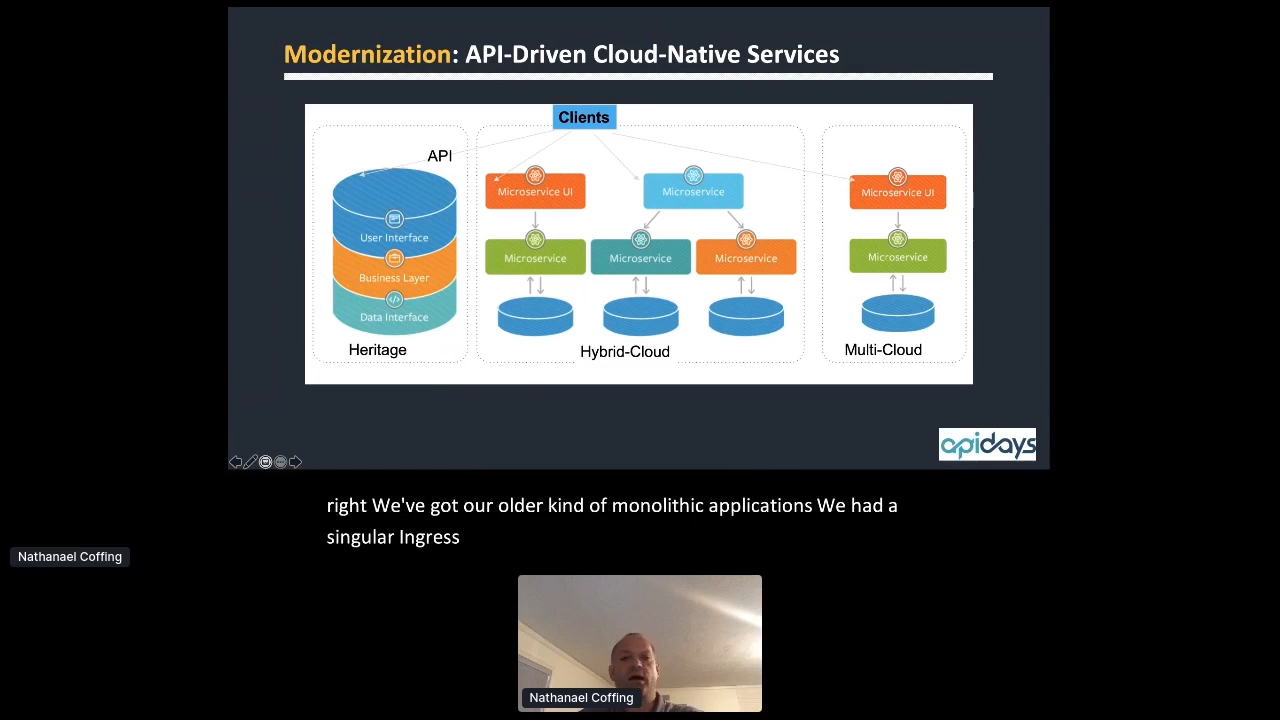 Modernization: API-Driven Cloud-Native Services
Clients
API
Microservice UI
Microservice
Microservice UI
User Interface
Business Layer
Data Interface
Microservice
Microservice
Microservice
Microservice
Heritage
Hybrid-Cloud
Multi-Cloud
apidays
right We've got our older kind of monolithic applications We had a
singular Ingress
Nathanael Coffing
Nathanael Coffing